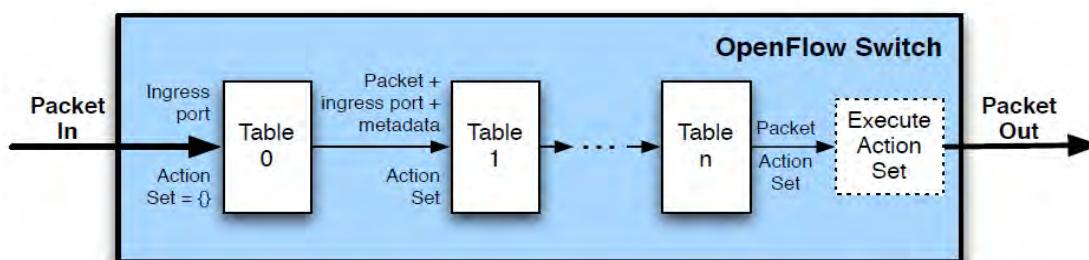 OpenFlow Switch
Packet
In
Ingress
port
Action
Set = {}
Table
0
Packet +
ingress port +
metadata
Action
Set
Table
1
. . .
Table
n
Packet
Action
Set
Execute
Action
Set
Packet
Out